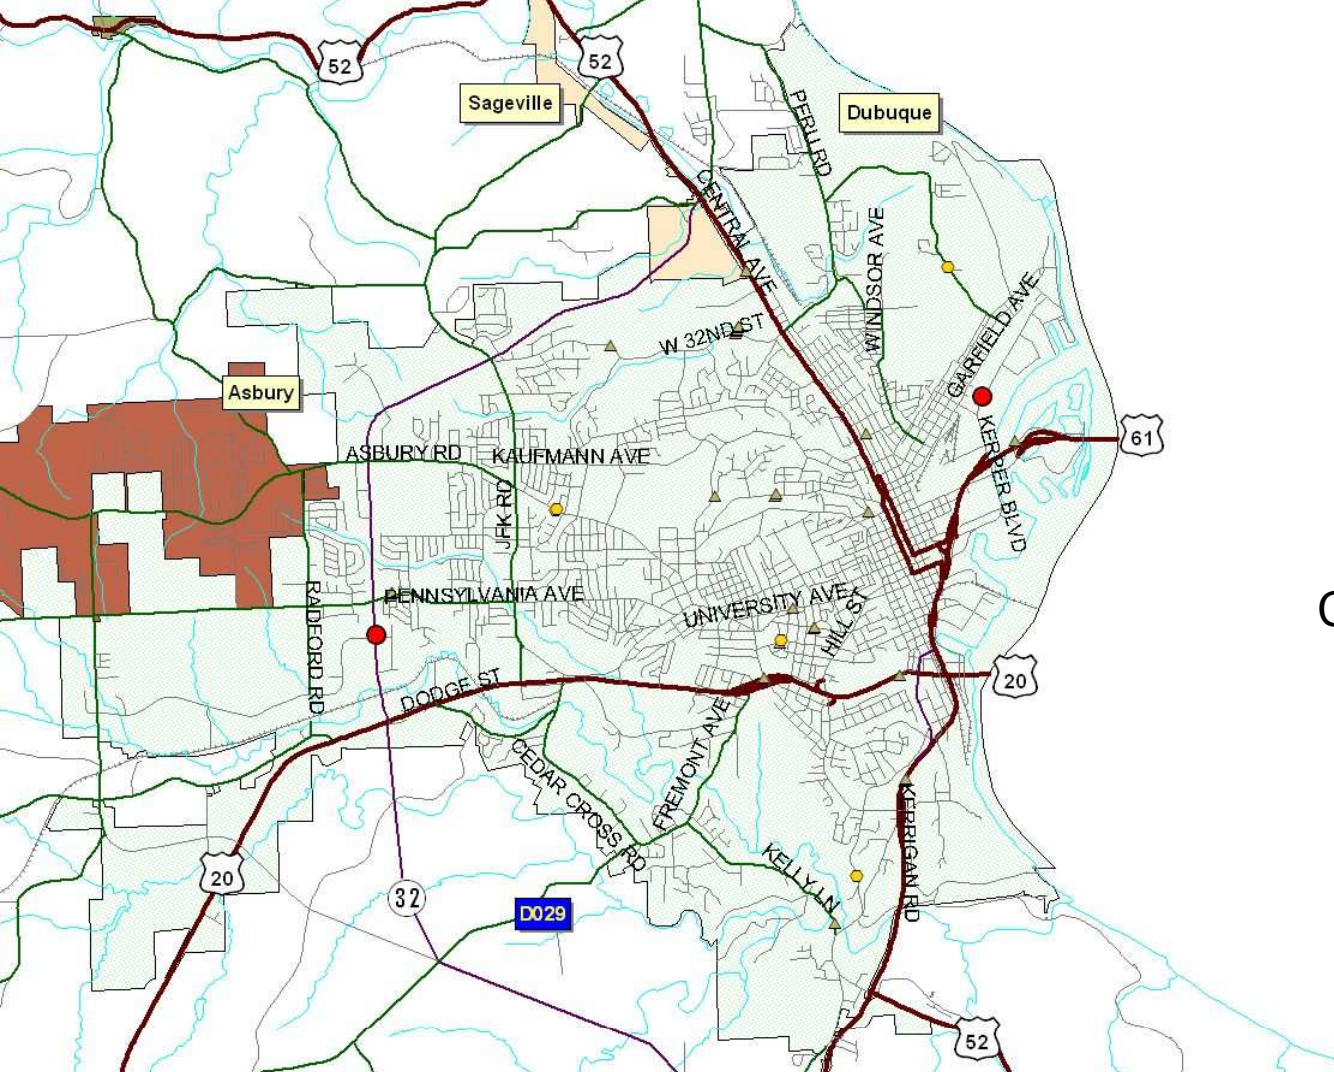 52
52
Sageville
Dubuque
PERU RD
CENTRAL AVE
WINDSOR AVE
GARFIELD AVE
W 32ND ST
Asbury
61
ASBURY RD
KAUFMANN AVE
JFK RD
KERPER BLVD
PENNSYLVANIA AVE
UNIVERSITY AVE
HILL ST
RADFORD RD
20
DODGE ST
FREMONT AVE
CEDAR CROSS RD
KERRIGAN RD
KELLY LN
20
32
D029
52